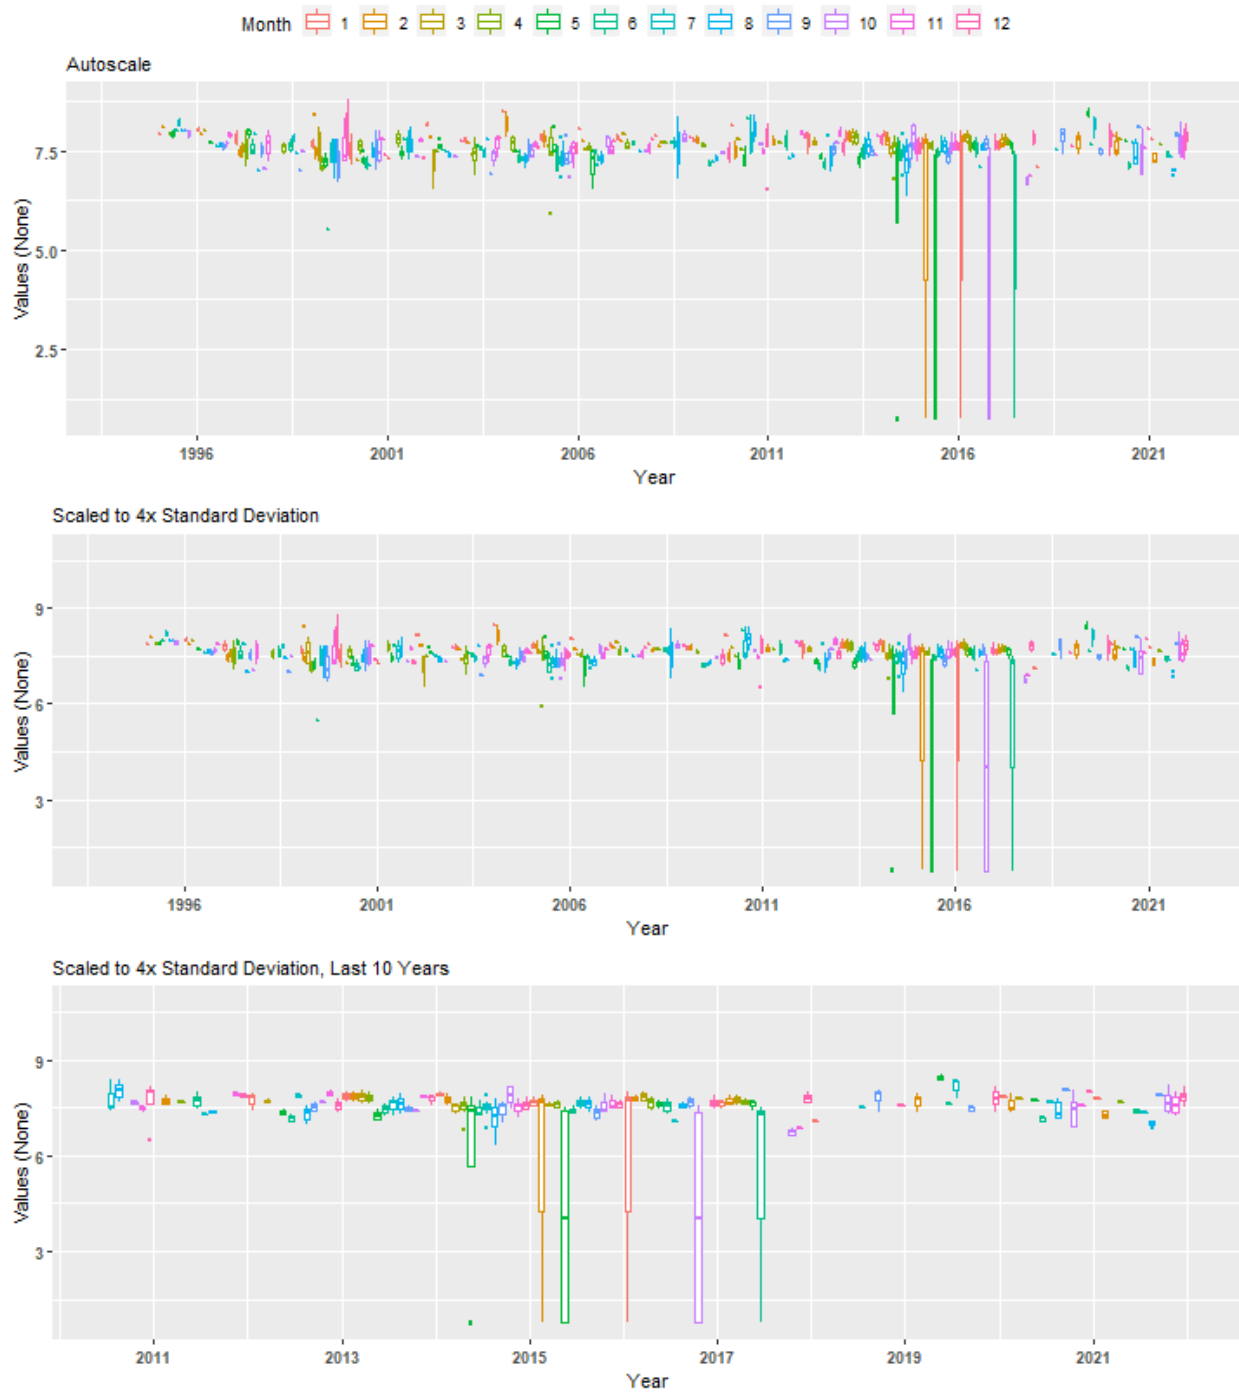 Month 1 2 3 4 5 6 7 8 9 10 11 12
Autoscale
7.5
5.0
2.5
Values (None)
1996 2001 2006 2011 2016 2021
Year
Scaled to 4x Standard Deviation
9
6
3
Values (None)
1996 2001 2006 2011 2016 2021
Year
Scaled to 4x Standard Deviation, Last 10 Years
9
6
3
Values (None)
2011 2013 2015 2017 2019 2021
Year